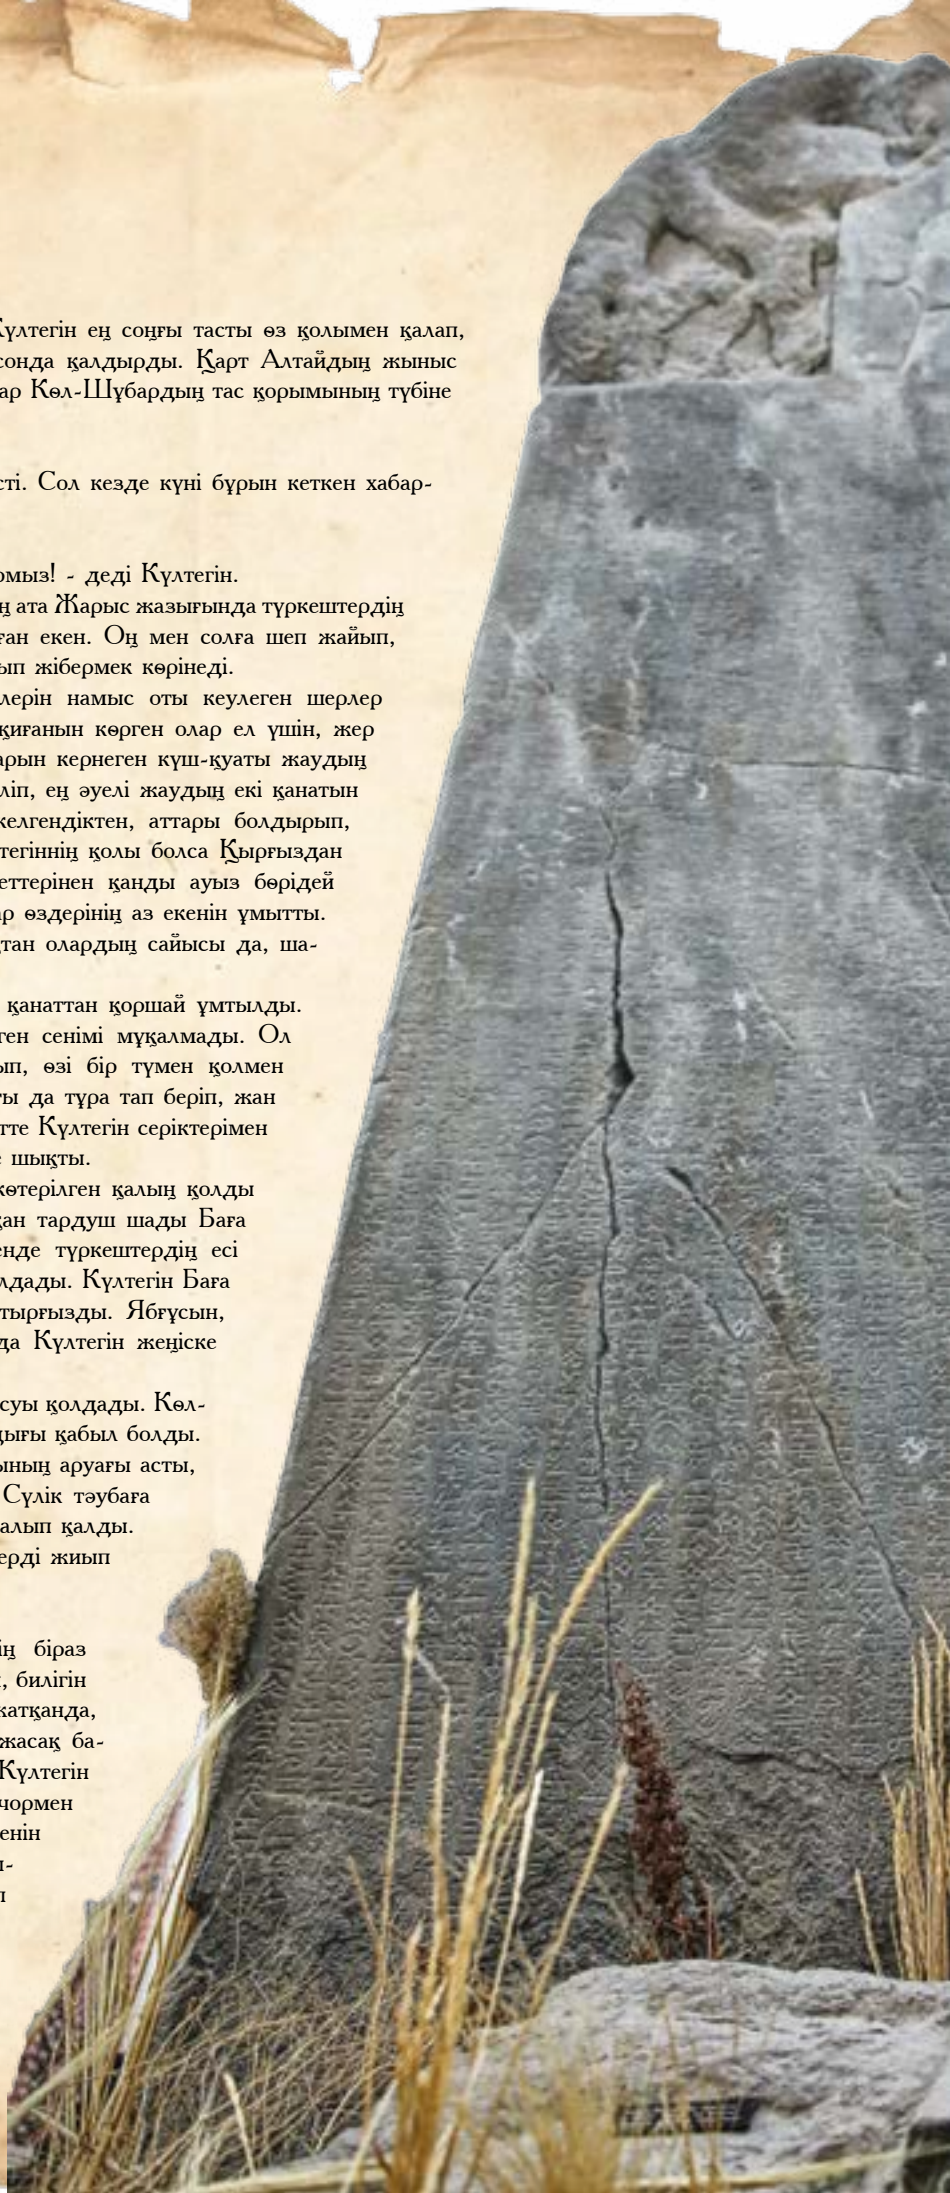 Күлтегін ең соңғы тасты өз қолымен қалап,
сонда қалдырды. Қарт Алтайдың жыныс
ар Көл-Шұбардың тас қорымының түбіне
сті. Сол кезде күні бұрын кеткен хабар-
омыз! - деді Күлтегін.
ң ата Жарыс жазығында түркештердің
ған екен. Оң мен солға шеп жайып,
ып жібермек көрінеді.
лерін намыс оты кеулеген шерлер
қиғанын көрген олар ел үшін, жер
арын кернеген күш-қуаты жаудың
ліп, ең әуелі жаудың екі қанатын
келгендіктен, аттары болдырып,
тегіннің қолы болса Қырғыздан
еттерінен қанды ауыз бөрідей
ар өздерінің аз екенін ұмытты.
қтан олардың сайысы да, ша-
қанаттан қоршай ұмтылды.
ген сенімі мұқалмады. Ол
ып, өзі бір түмен қолмен
ты да тұра тап беріп, жан
тте Күлтегін серіктерімен
е шықты.
көтерілген қалың қолды
қан тардуш шады Баға
енде түркештердің есі
лдады. Күлтегін Баға
тырғызды. Ябғұсын,
да Күлтегін жеңіске
суы қолдады. Көл-
дығы қабыл болды.
ының аруағы асты,
Сүлік тәубаға
алып қалды.
ерді жиып
ің біраз
, билігін
жатқанда,
жасақ ба-
Күлтегін
чормен
енін